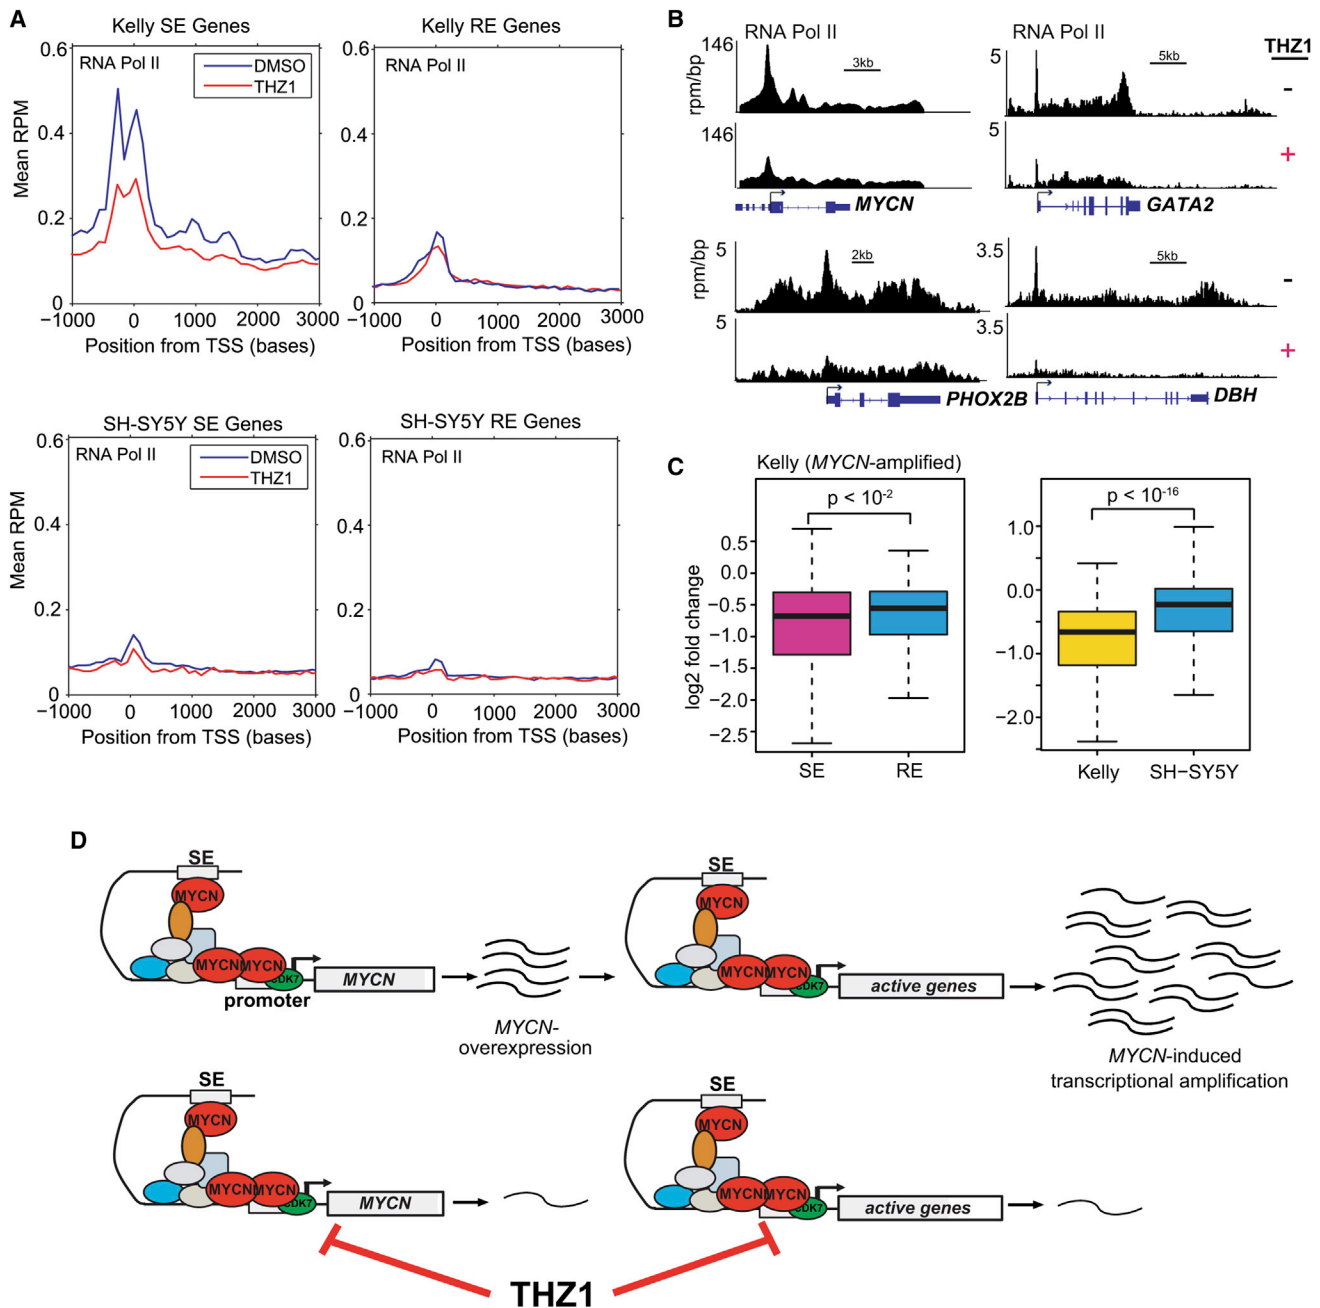 A
Kelly SE Genes
Kelly RE Genes
0.6
0.4
0.2
0
Mean RPM
RNA Pol II
DMSO
THZ1
−1000 0 1000 2000 3000
Position from TSS (bases)
0.6
0.4
0.2
0
RNA Pol II
−1000 0 1000 2000 3000
Position from TSS (bases)
SH-SY5Y SE Genes
SH-SY5Y RE Genes
0.6
0.4
0.2
0
Mean RPM
RNA Pol II
DMSO
THZ1
−1000 0 1000 2000 3000
Position from TSS (bases)
0.6
0.4
0.2
0
RNA Pol II
−1000 0 1000 2000 3000
Position from TSS (bases)
B
RNA Pol II
RNA Pol II
THZ1
146
rpm/bp
3kb
5
5kb
-
146
5
+
MYCN
GATA2
5
rpm/bp
2kb
3.5
5kb
-
5
3.5
+
PHOX2B
DBH
C
Kelly (MYCN-amplified)
p < 10-2
log2 fold change
0.5
0.0
−0.5
−1.0
−1.5
−2.0
−2.5
SE RE
p < 10-16
1.0
0.0
−1.0
−2.0
Kelly SH−SY5Y
D
SE
MYCN
MYCN MYCN
CDK7
promoter
MYCN
MYCN-
overexpression
SE
MYCN
MYCN MYCN
CDK7
active genes
MYCN-induced
transcriptional amplification
SE
MYCN
MYCN MYCN
CDK7
MYCN
SE
MYCN
MYCN MYCN
CDK7
active genes
THZ1